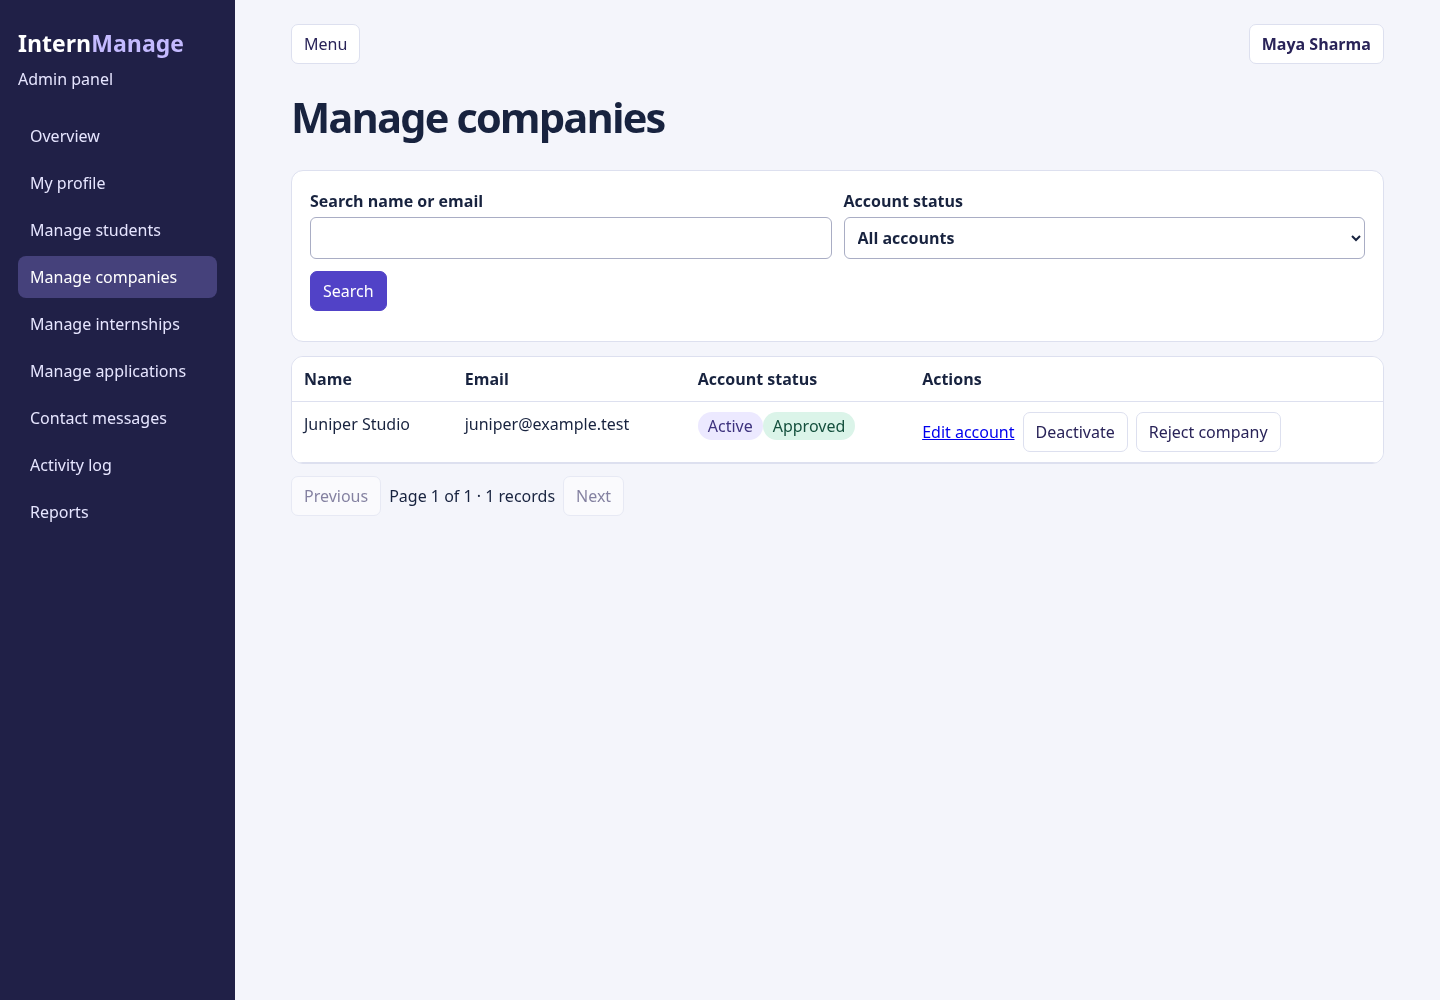 InternManage
Admin panel
Overview
My profile
Manage students
Manage companies
Manage internships
Manage applications
Contact messages
Activity log
Reports
Menu
Maya Sharma
Manage companies
Search name or email
Account status
All accounts
Search
Name Email Account status Actions
Juniper Studio juniper@example.test Active Approved Edit account Deactivate Reject company
Previous Page 1 of 1 · 1 records Next